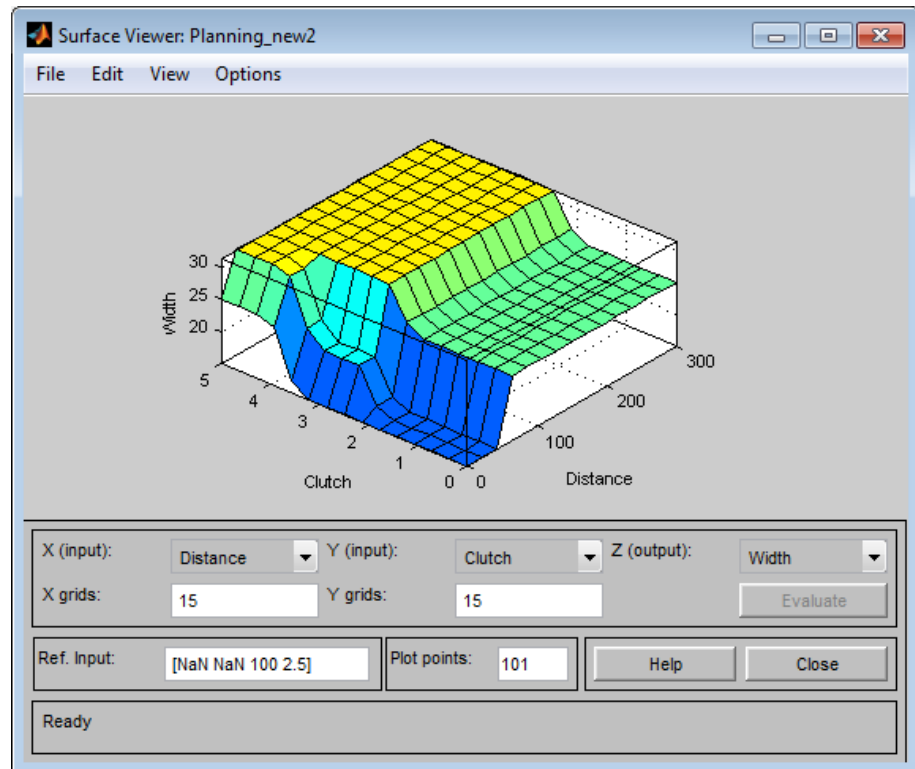 Surface Viewer: Planning_new2
File Edit View Options
30
25
20
Width
5
4
3
2
1
0
Clutch
0
100
200
300
Distance
X (input): Distance Y (input): Clutch Z (output): Width
X grids: 15 Y grids: 15 Evaluate
Ref. Input: [NaN NaN 100 2.5] Plot points: 101 Help Close
Ready